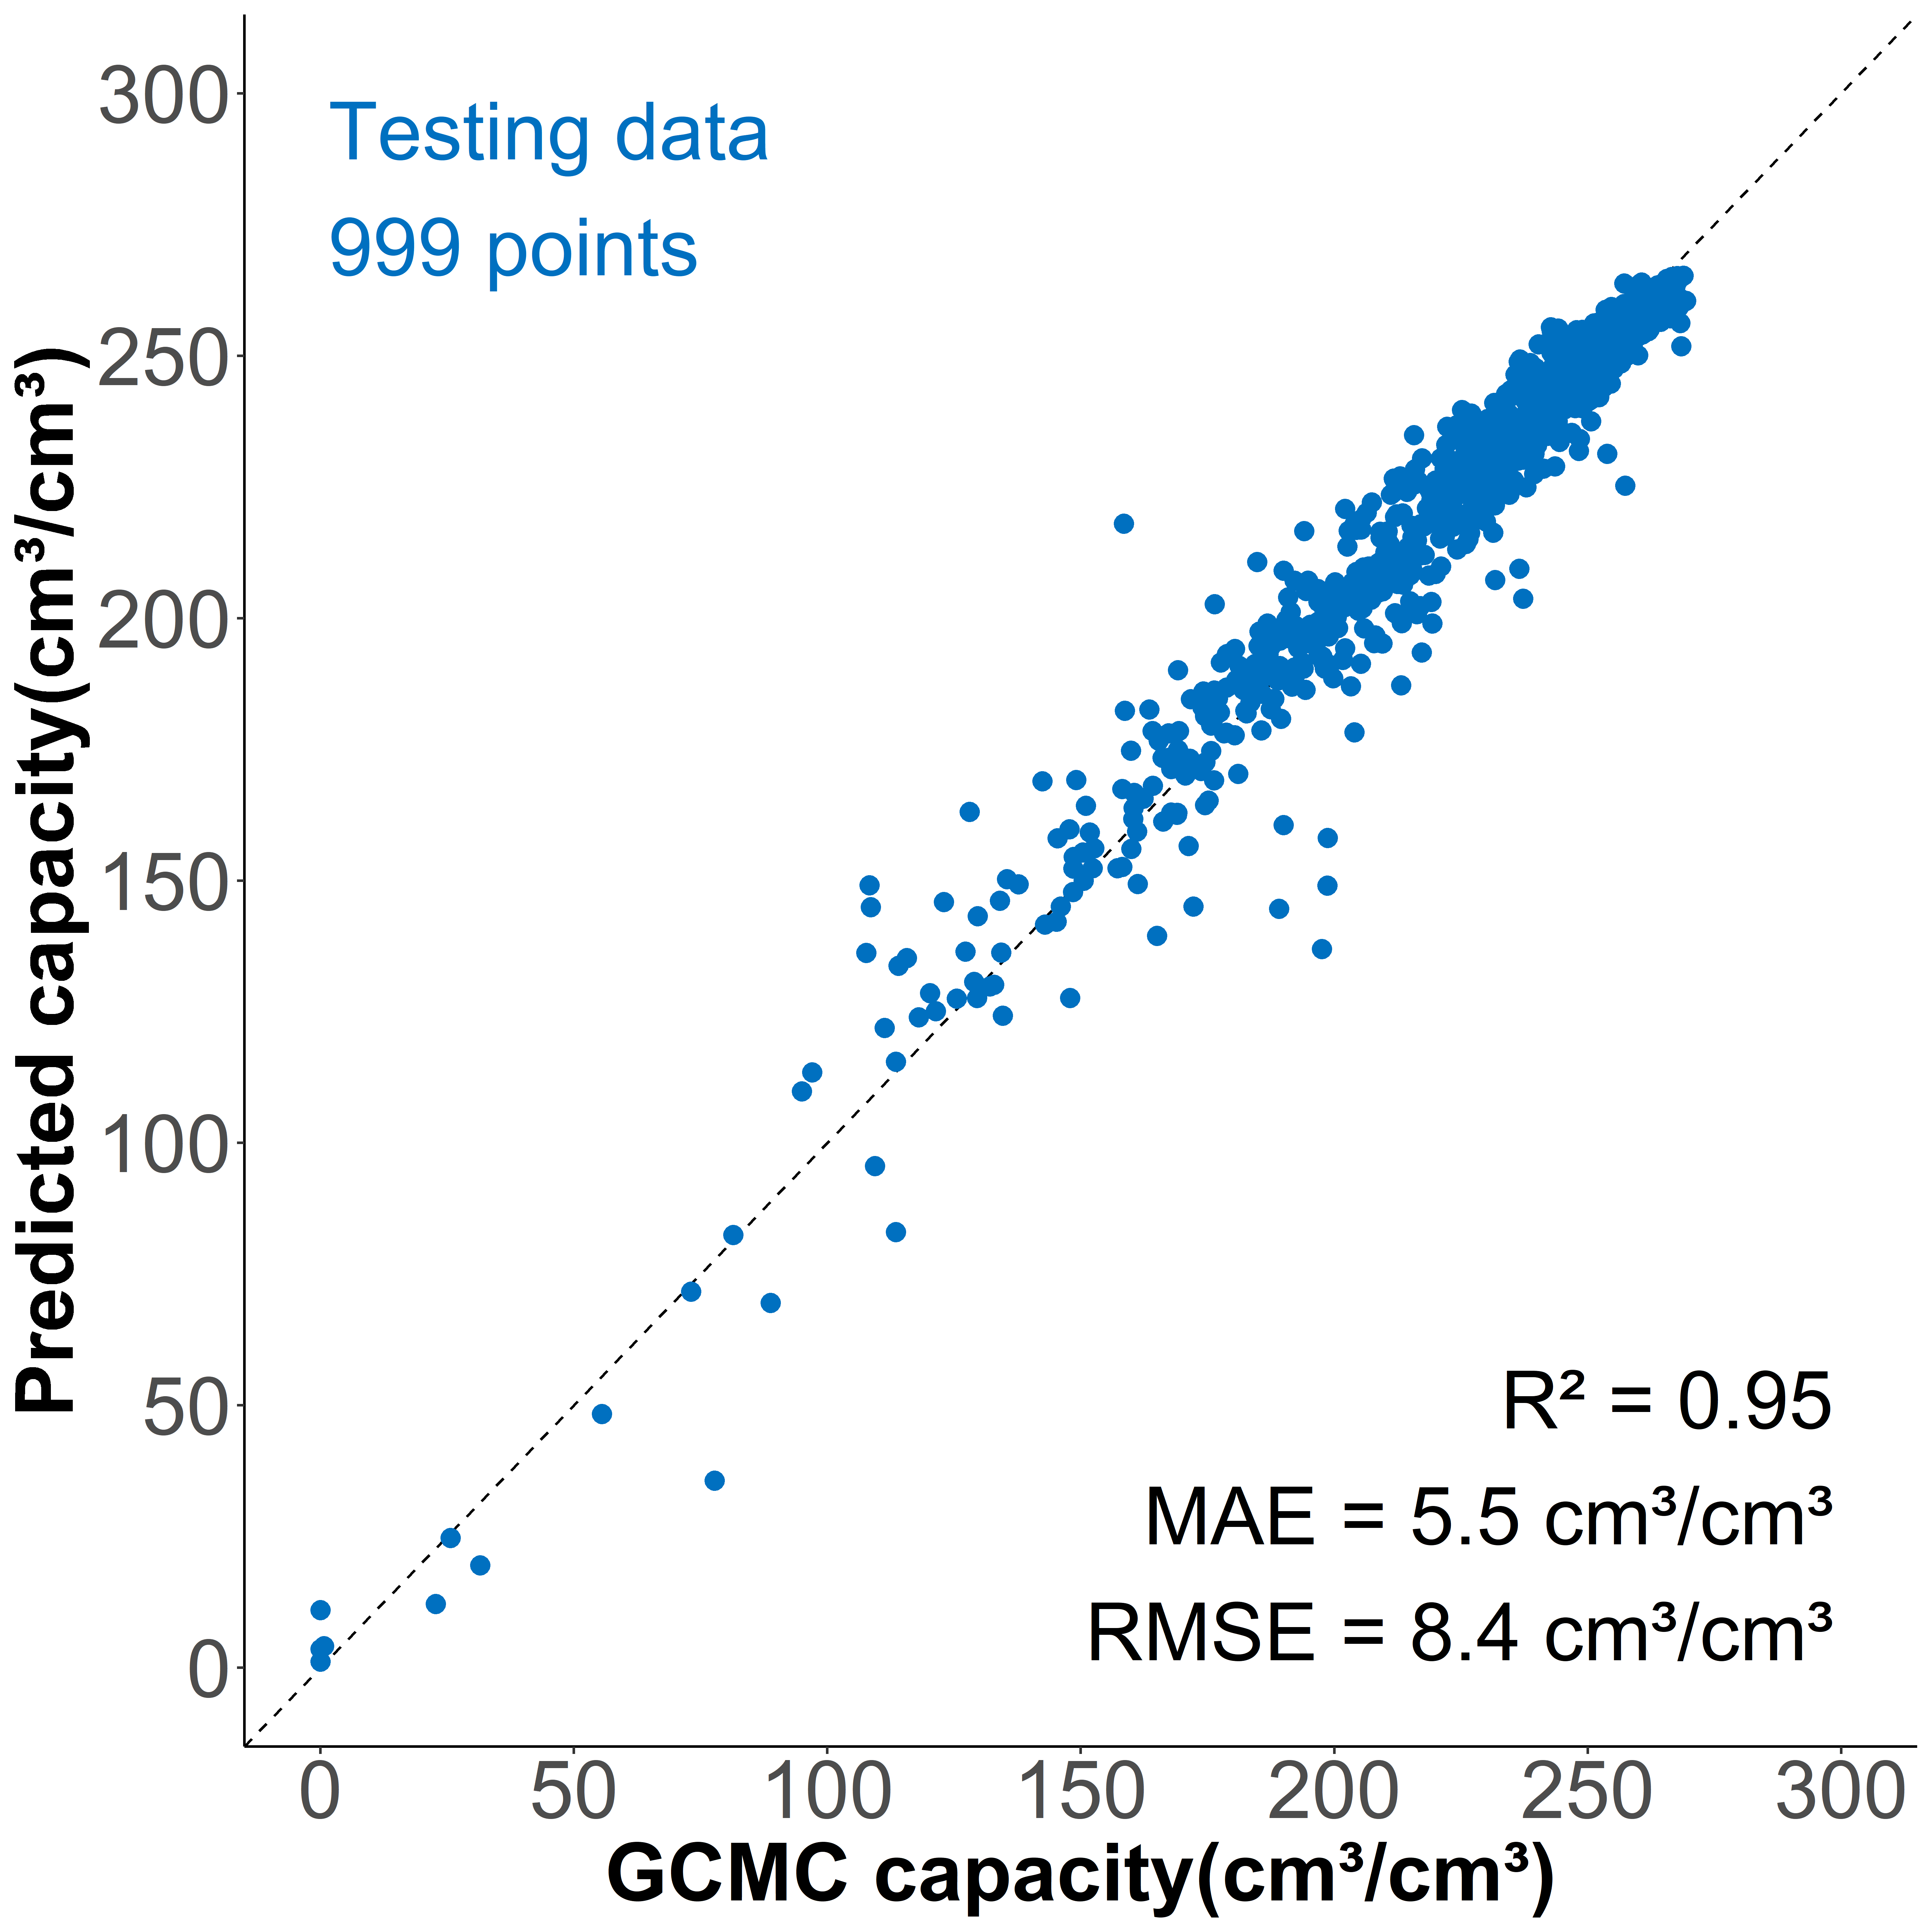 Predicted capacity(cm³/cm³)
300
250
200
150
100
50
0
Testing data
999 points
R² = 0.95
MAE = 5.5 cm³/cm³
RMSE = 8.4 cm³/cm³
0 50 100 150 200 250 300
GCMC capacity(cm³/cm³)